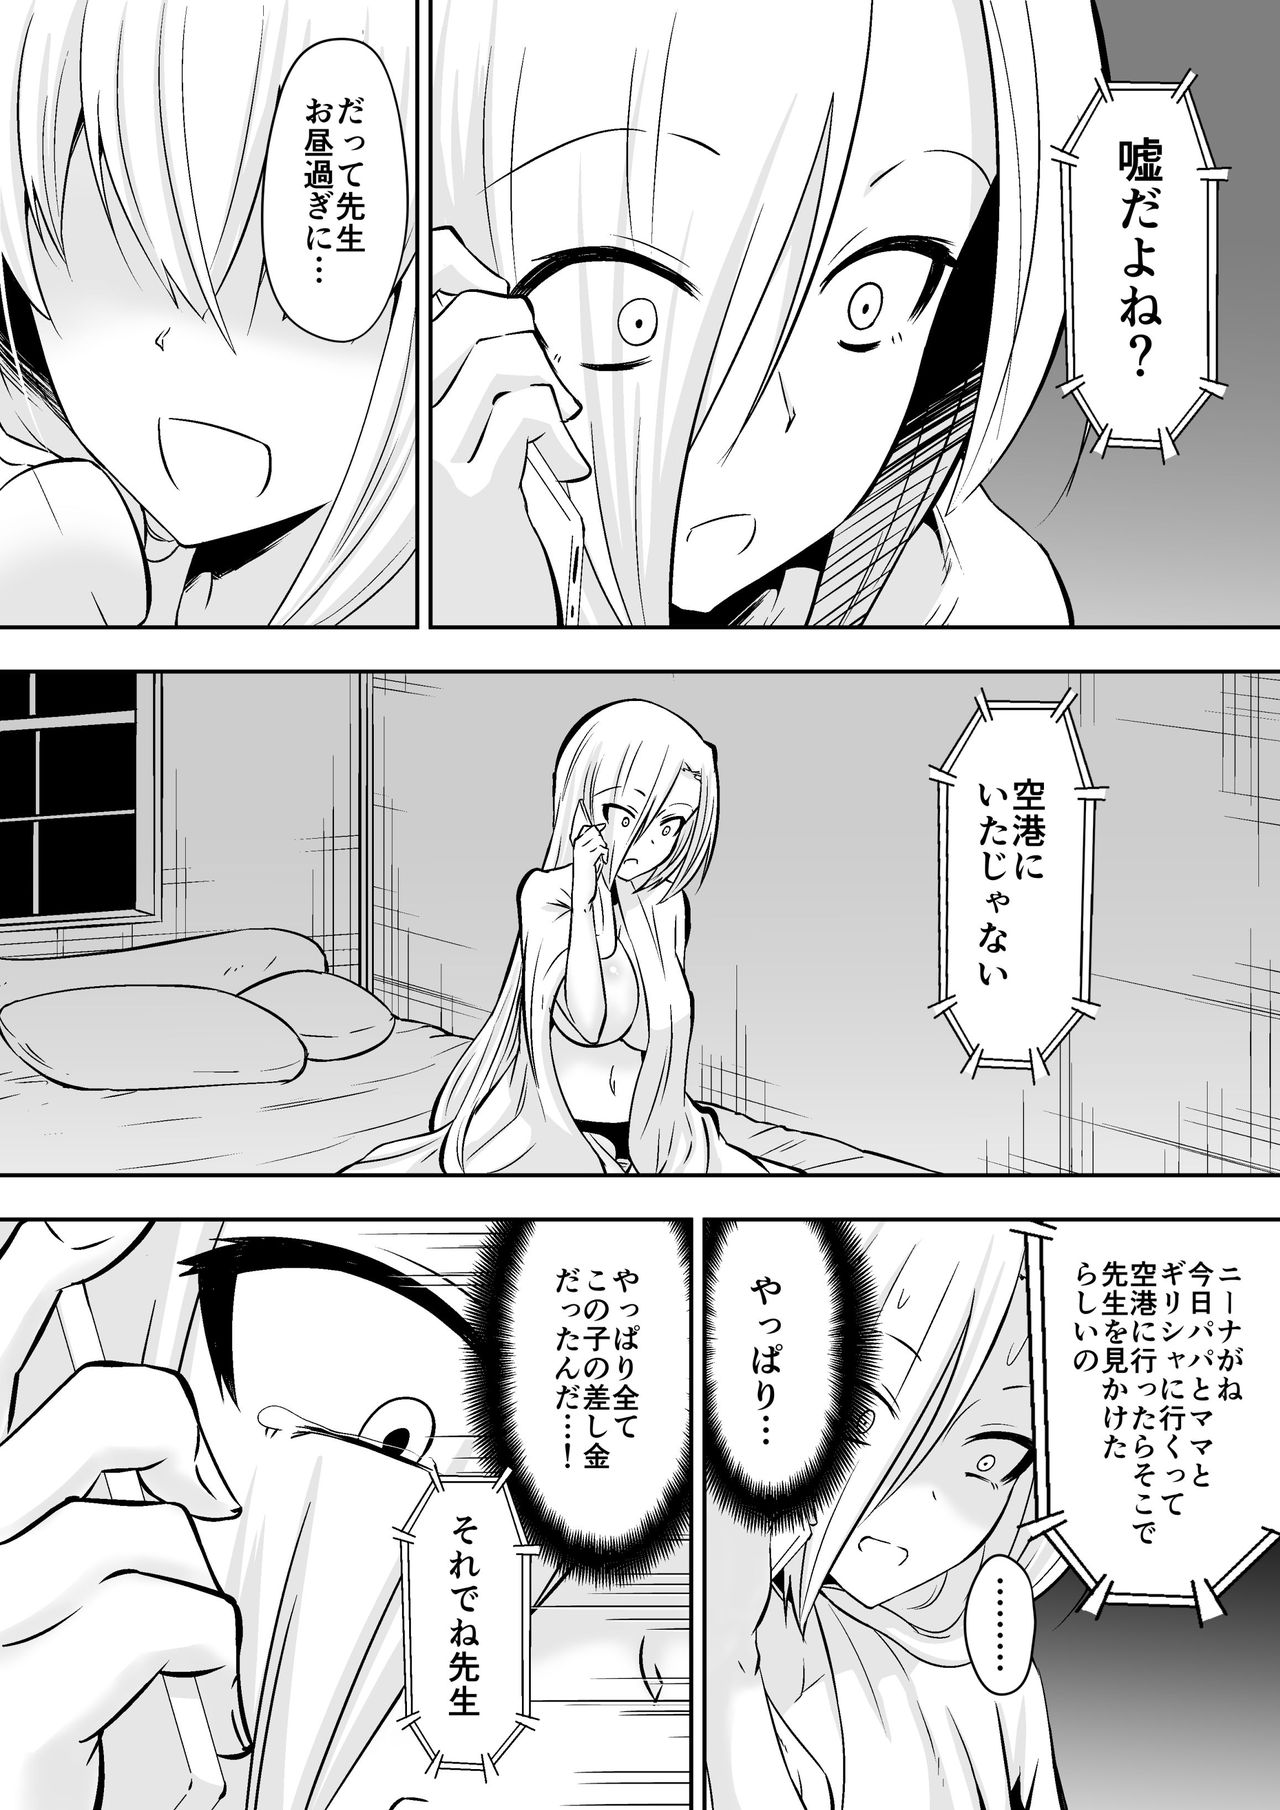 嘘だよね？
だって先生
お昼過ぎに…
空港に
いたじゃない
ニーナがね
今日パパとママと
ギリシャに行くって
空港に行ったらそこで
先生を見かけた
らしいの
………
やっぱり…
やっぱり全て
この子の差し金
だったんだ…！
それでね先生